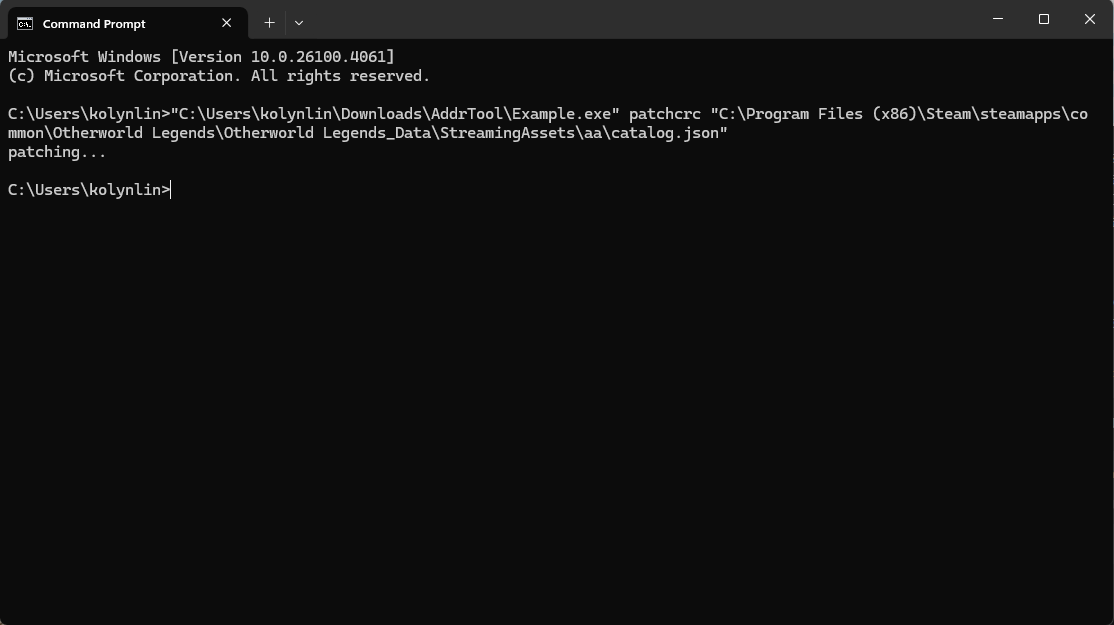 Command Prompt
Microsoft Windows [Version 10.0.26100.4061]
(c) Microsoft Corporation. All rights reserved.
C:\Users\kolynlin>"C:\Users\kolynlin\Downloads\AddrTool\Example.exe" patchcrc "C:\Program Files (x86)\Steam\steamapps\co
mmon\Otherworld Legends\Otherworld Legends_Data\StreamingAssets\aa\catalog.json"
patching...
C:\Users\kolynlin>